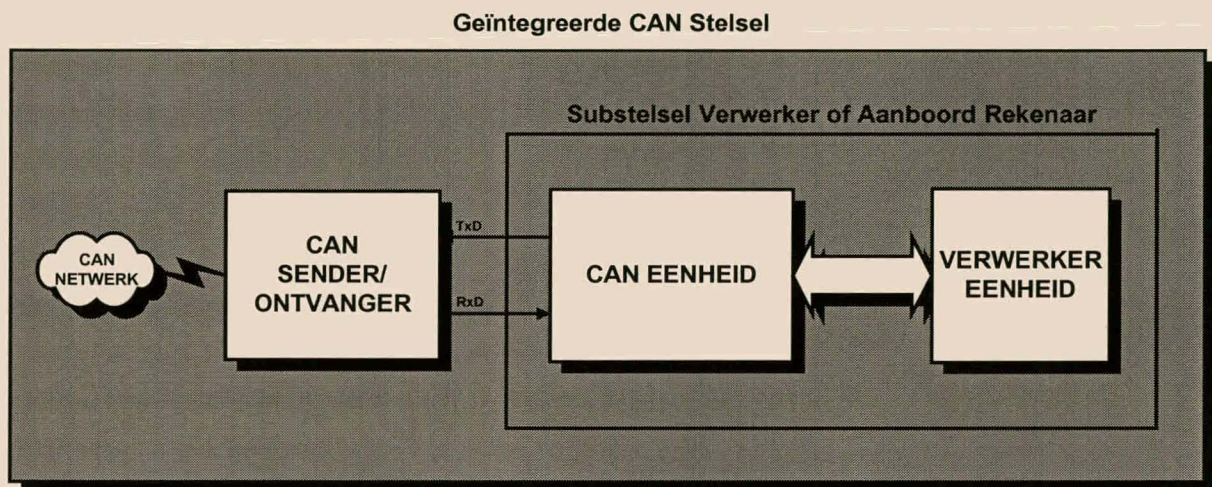 Geïntegreerde CAN Stelsel
Substelsel Verwerker of Aanboord Rekenaar
CAN
NETWERK
CAN
SENDER/
ONTVANGER
TxD
RxD
CAN EENHEID
VERWERKER
EENHEID